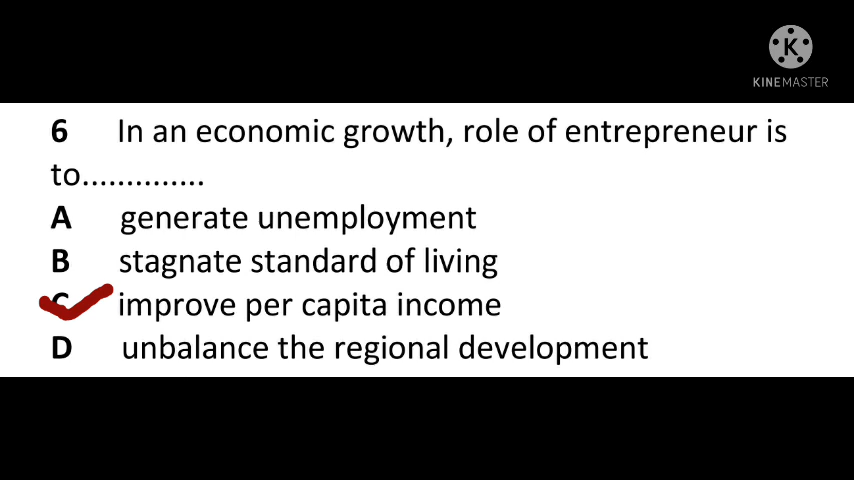 KINEMASTER
6 In an economic growth, role of entrepreneur is
to..............
A generate unemployment
B stagnate standard of living
C improve per capita income
D unbalance the regional development